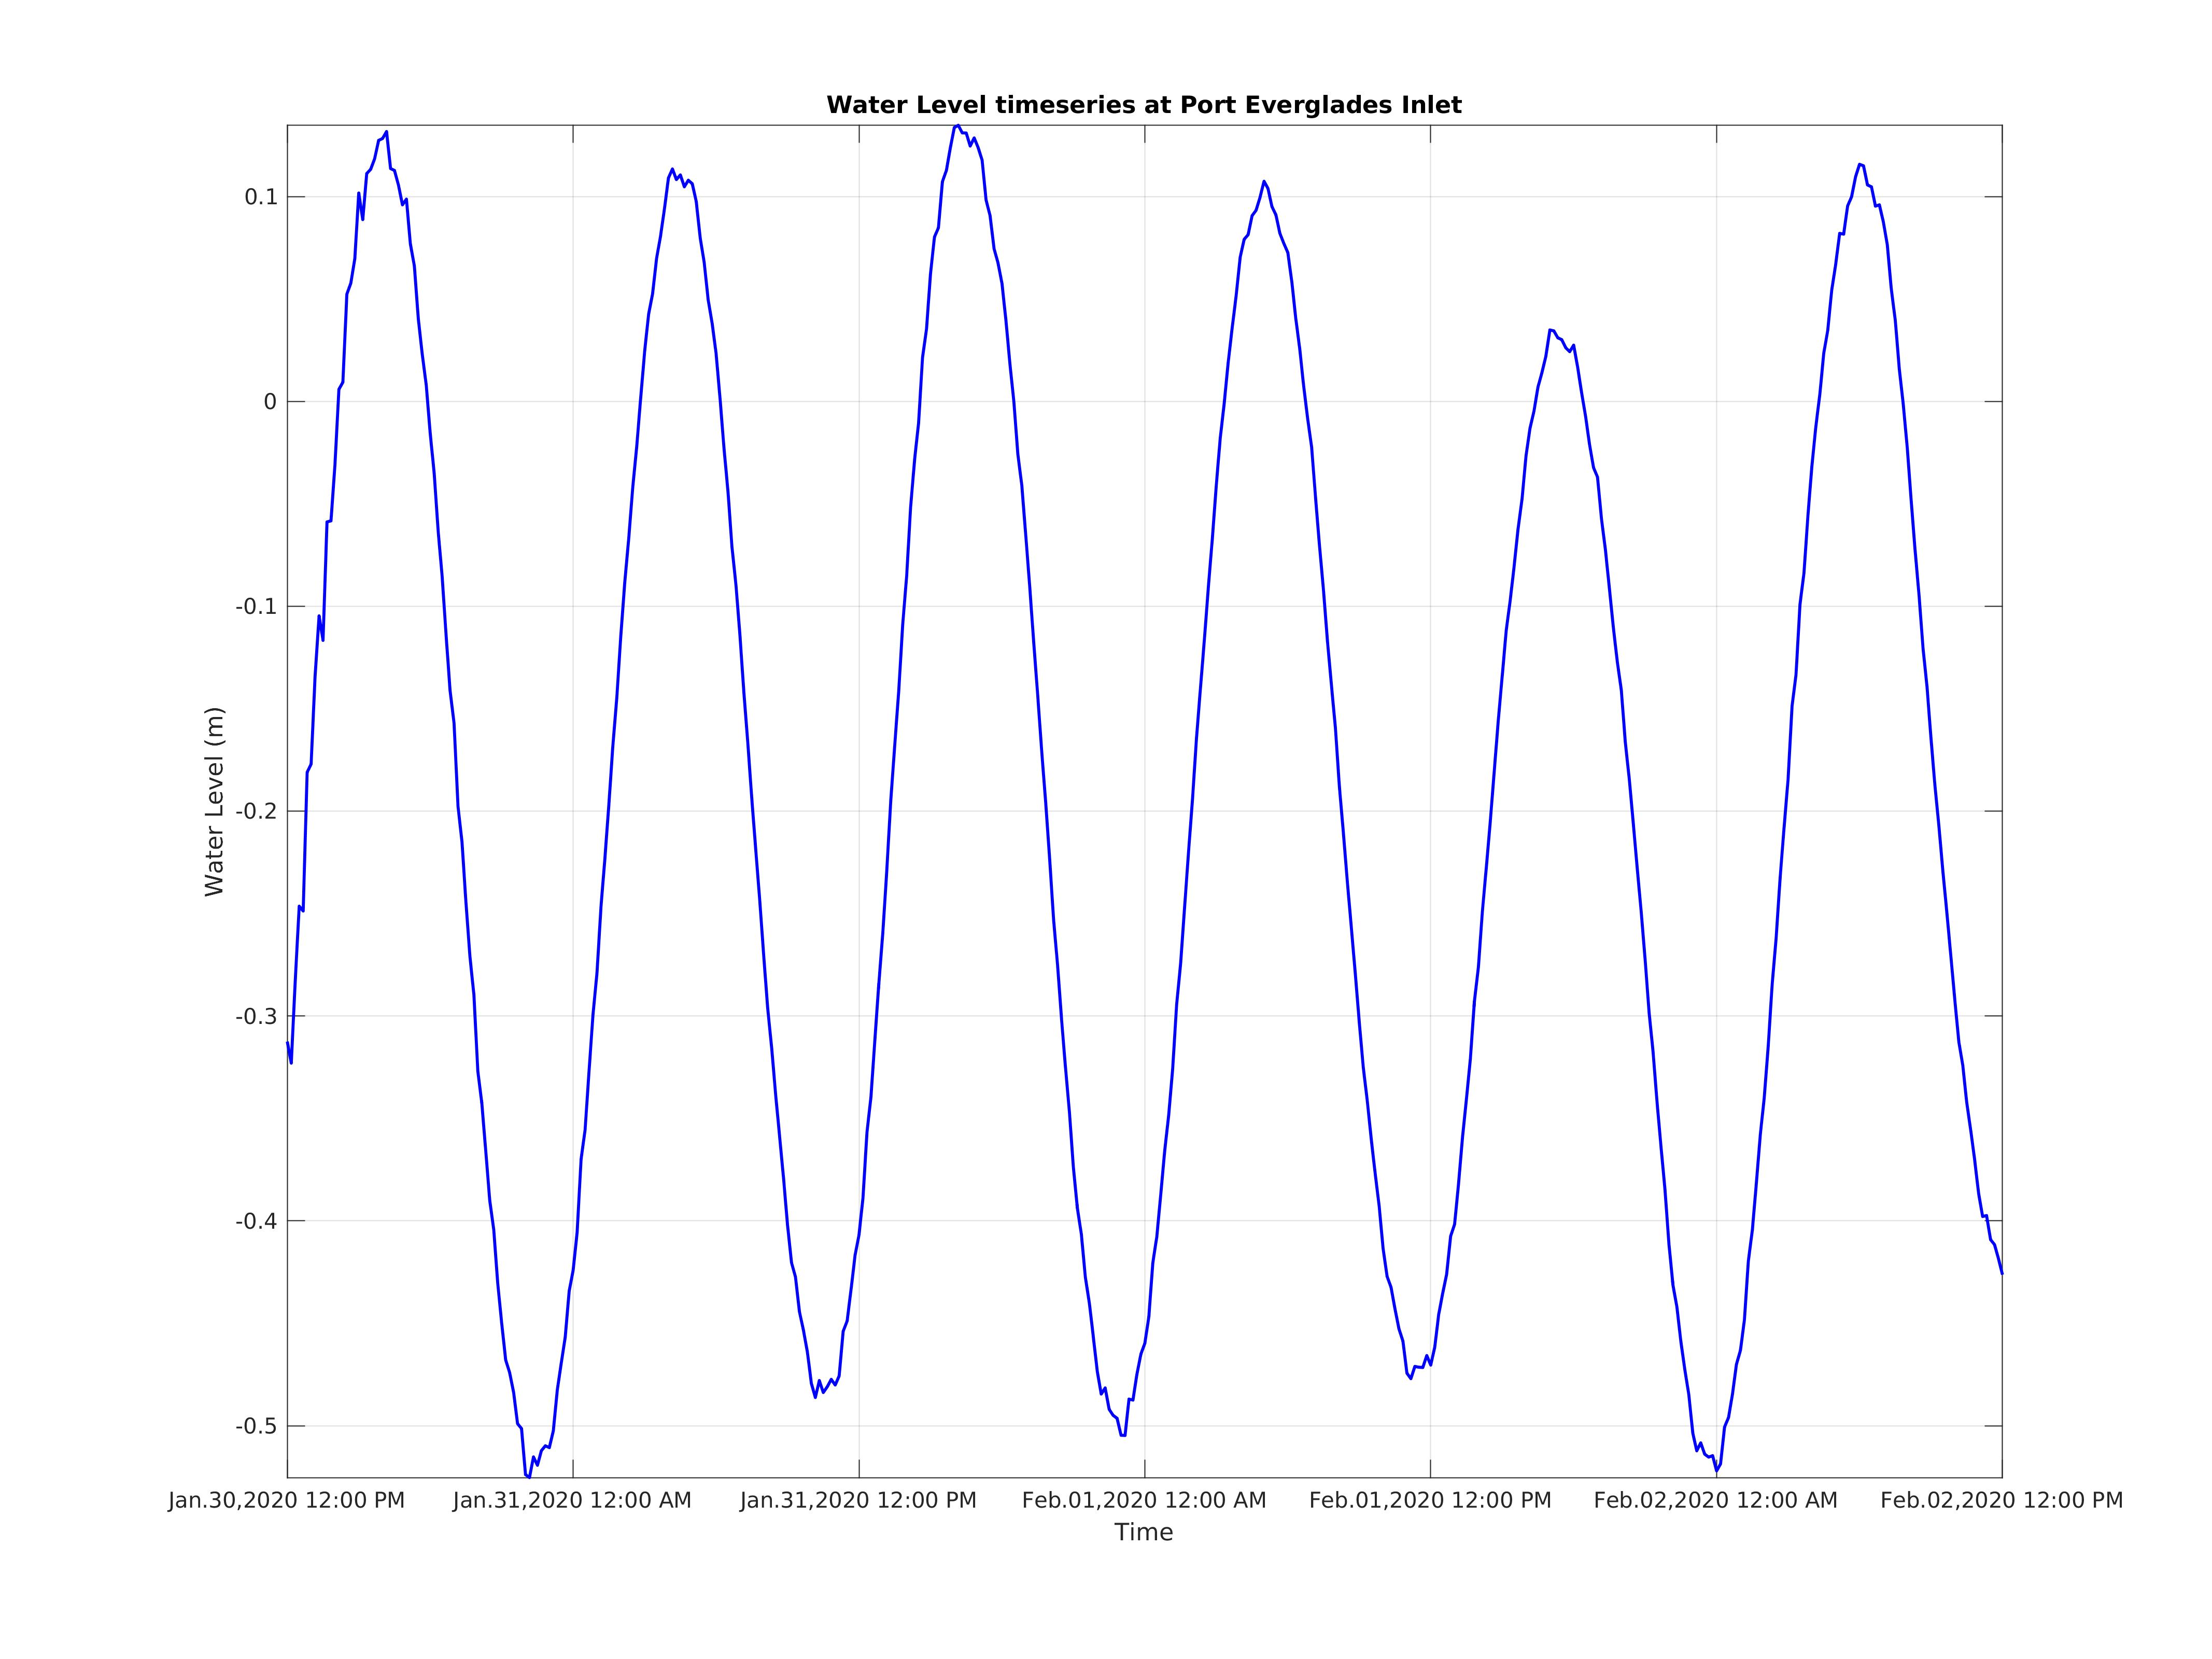 Water Level timeseries at Port Everglades Inlet
0.1
0
-0.1
-0.2
-0.3
-0.4
-0.5
Water Level (m)
Jan.30,2020 12:00 PM
Jan.31,2020 12:00 AM
Jan.31,2020 12:00 PM
Feb.01,2020 12:00 AM
Feb.01,2020 12:00 PM
Feb.02,2020 12:00 AM
Feb.02,2020 12:00 PM
Time